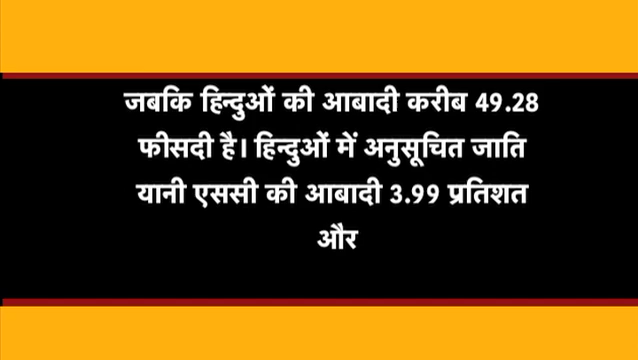 जबकि हिन्दुओं की आबादी करीब 49.28
फीसदी है। हिन्दुओं में अनुसूचित जाति
यानी एससी की आबादी 3.99 प्रतिशत
और